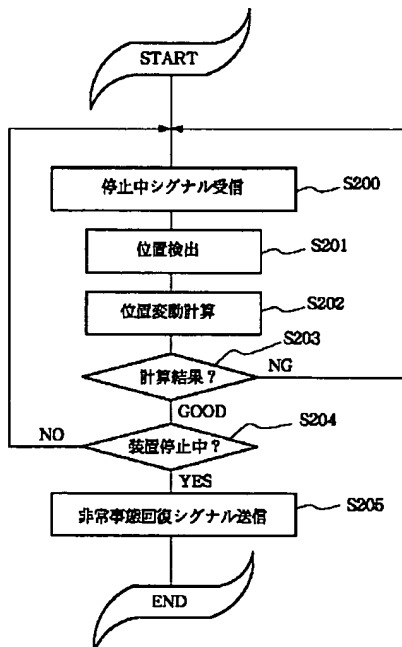 START
停止中シグナル受信
S200
位置検出
S201
位置変動計算
S202
S203
計算結果？
NG
GOOD
S204
NO
装置停止中？
YES
非常事態回復シグナル送信
S205
END